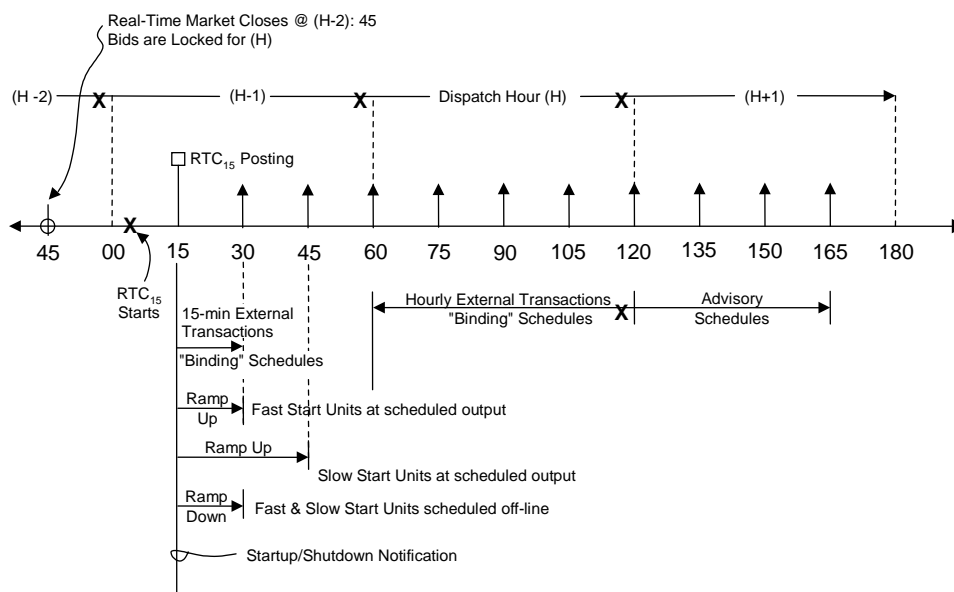 Real-Time Market Closes @ (H-2): 45
Bids are Locked for (H)
(H -2)
X
(H-1)
X
Dispatch Hour (H)
X
(H+1)
RTC15 Posting
X
45 00 15 30 45 60 75 90 105 120 135 150 165 180
RTC15
Starts
15-min External
Transactions
"Binding" Schedules
Hourly External Transactions
"Binding" Schedules
X
Advisory
Schedules
Ramp
Up
Fast Start Units at scheduled output
Ramp Up
Slow Start Units at scheduled output
Ramp
Down
Fast & Slow Start Units scheduled off-line
Startup/Shutdown Notification